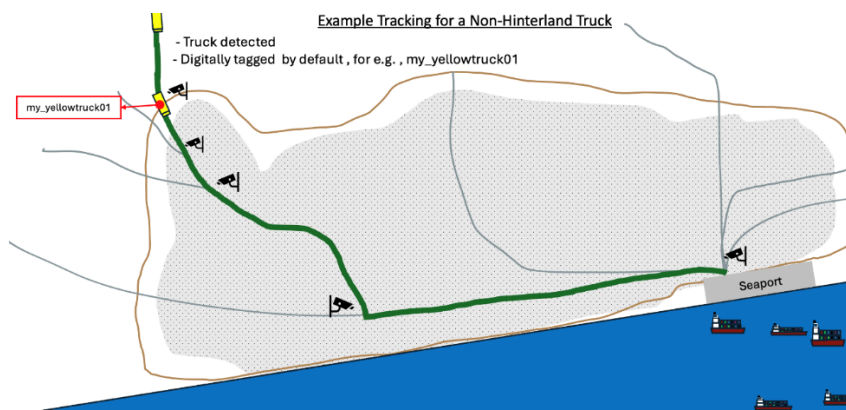 Example Tracking for a Non-Hinterland Truck
- Truck detected
- Digitally tagged by default , for e.g. , my_yellowtruck01
my_yellowtruck01
Seaport